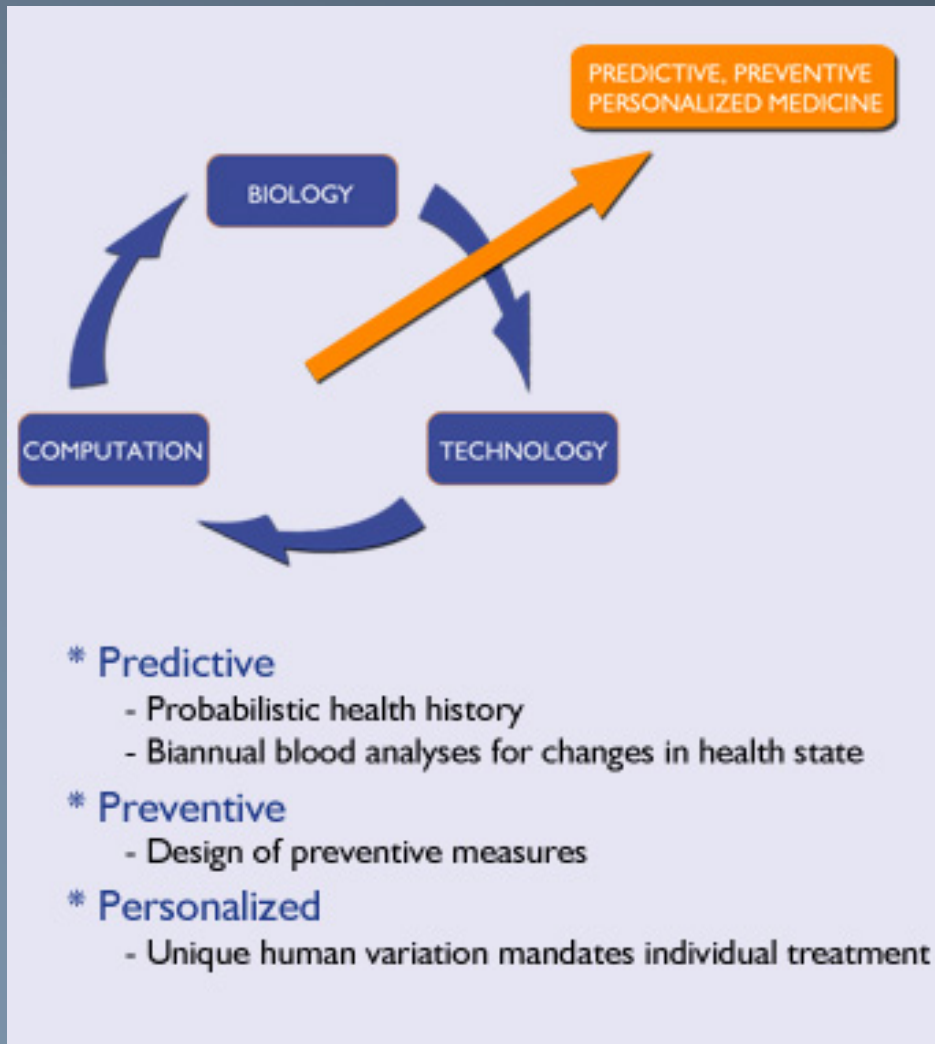 PREDICTIVE, PREVENTIVE
PERSONALIZED MEDICINE
BIOLOGY
COMPUTATION
TECHNOLOGY
* Predictive
- Probabilistic health history
- Biannual blood analyses for changes in health state
* Preventive
- Design of preventive measures
* Personalized
- Unique human variation mandates individual treatment